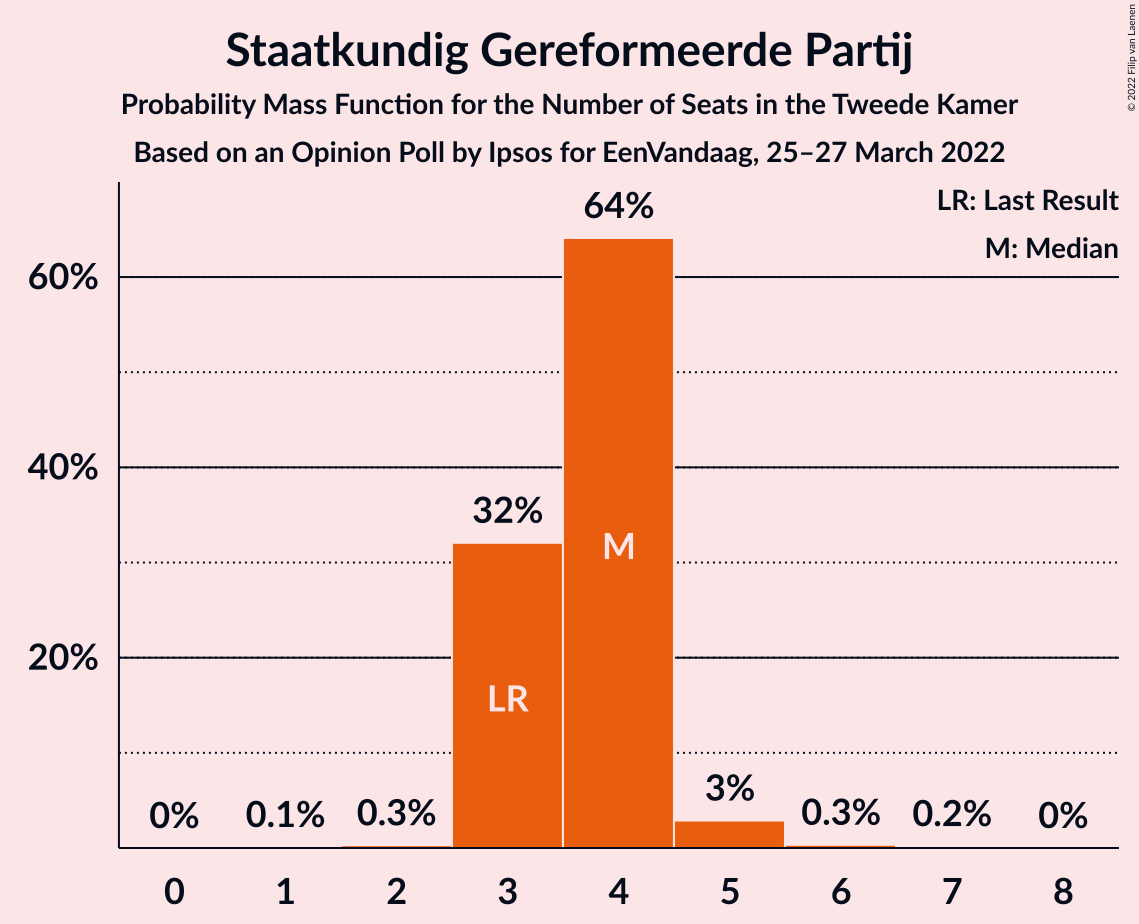 Staatkundig Gereformeerde Partij
Probability Mass Function for the Number of Seats in the Tweede Kamer
Based on an Opinion Poll by Ipsos for EenVandaag, 25–27 March 2022
© 2022 Filip van Laenen
LR: Last Result
M: Median
64%
60%
40%
32%
M
20%
LR
0% 0.1% 0.3% 3% 0.3% 0.2% 0%
0 1 2 3 4 5 6 7 8